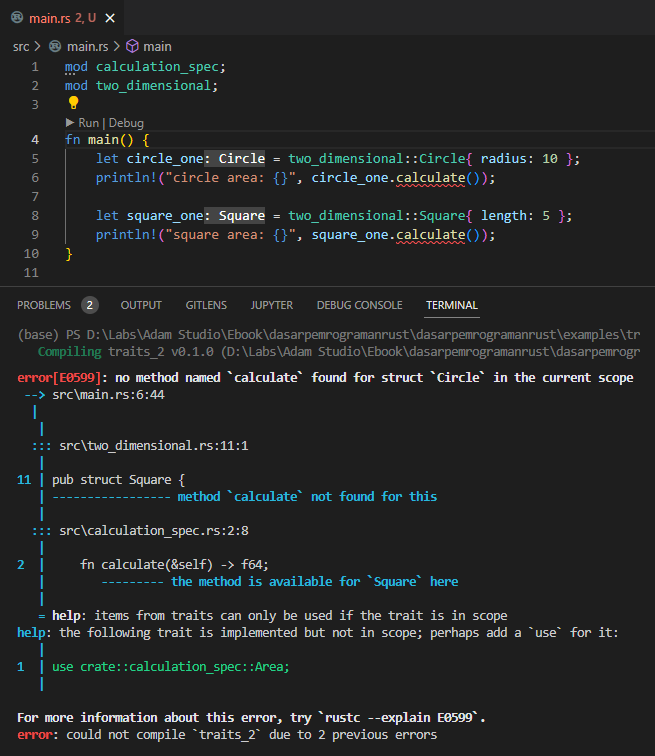 main.rs 2, U
src > main.rs > main
1 mod calculation_spec;
2 mod two_dimensional;
3
Run | Debug
4 fn main() {
5     let circle_one: Circle = two_dimensional::Circle{ radius: 10 };
6     println!("circle area: {}", circle_one.calculate());
7
8     let square_one: Square = two_dimensional::Square{ length: 5 };
9     println!("square area: {}", square_one.calculate());
10 }
11
PROBLEMS 2 OUTPUT GITLENS JUPYTER DEBUG CONSOLE TERMINAL
(base) PS D:\Labs\Adam Studio\Ebook\dasarpemrogramanrust\dasarpemrogramanrust\examples\tr
   Compiling traits_2 v0.1.0 (D:\Labs\Adam Studio\Ebook\dasarpemrogramanrust\dasarpemrogr
error[E0599]: no method named `calculate` found for struct `Circle` in the current scope
 --> src\main.rs:6:44
  |
   |
  ::: src\two_dimensional.rs:11:1
   |
11 | pub struct Square {
   | ----------------- method `calculate` not found for this
   |
  ::: src\calculation_spec.rs:2:8
   |
2  |     fn calculate(&self) -> f64;
   |        --------- the method is available for `Square` here
   |
   = help: items from traits can only be used if the trait is in scope
help: the following trait is implemented but not in scope; perhaps add a `use` for it:
   |
1  | use crate::calculation_spec::Area;
   |
For more information about this error, try `rustc --explain E0599`.
error: could not compile `traits_2` due to 2 previous errors